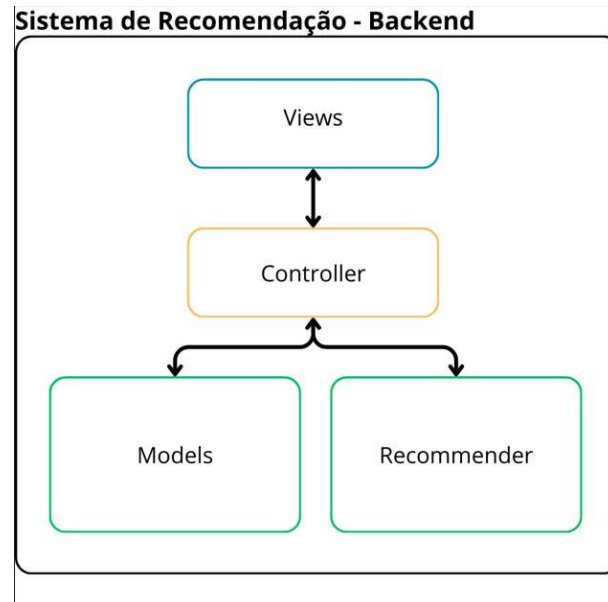 Sistema de Recomendação - Backend
Views
Controller
Models
Recommender